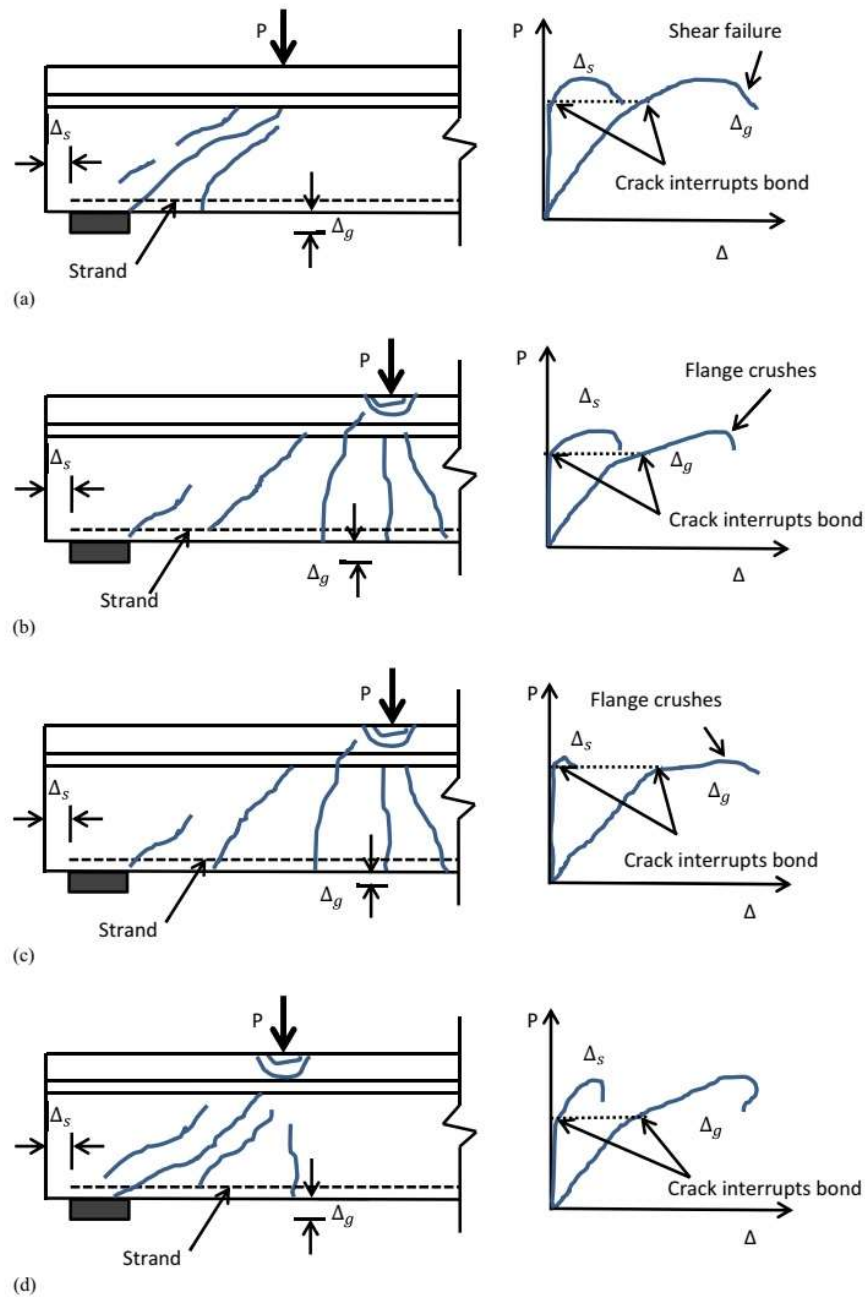 P
Δs
Δg
Strand
(a)
P
Shear failure
Δs
Δg
Crack interrupts bond
Δ
P
Δs
Δg
Strand
(b)
P
Flange crushes
Δs
Δg
Crack interrupts bond
Δ
P
Δs
Δg
Strand
(c)
P
Flange crushes
Δs
Δg
Crack interrupts bond
Δ
P
Δs
Δg
Strand
(d)
P
Δs
Δg
Crack interrupts bond
Δ